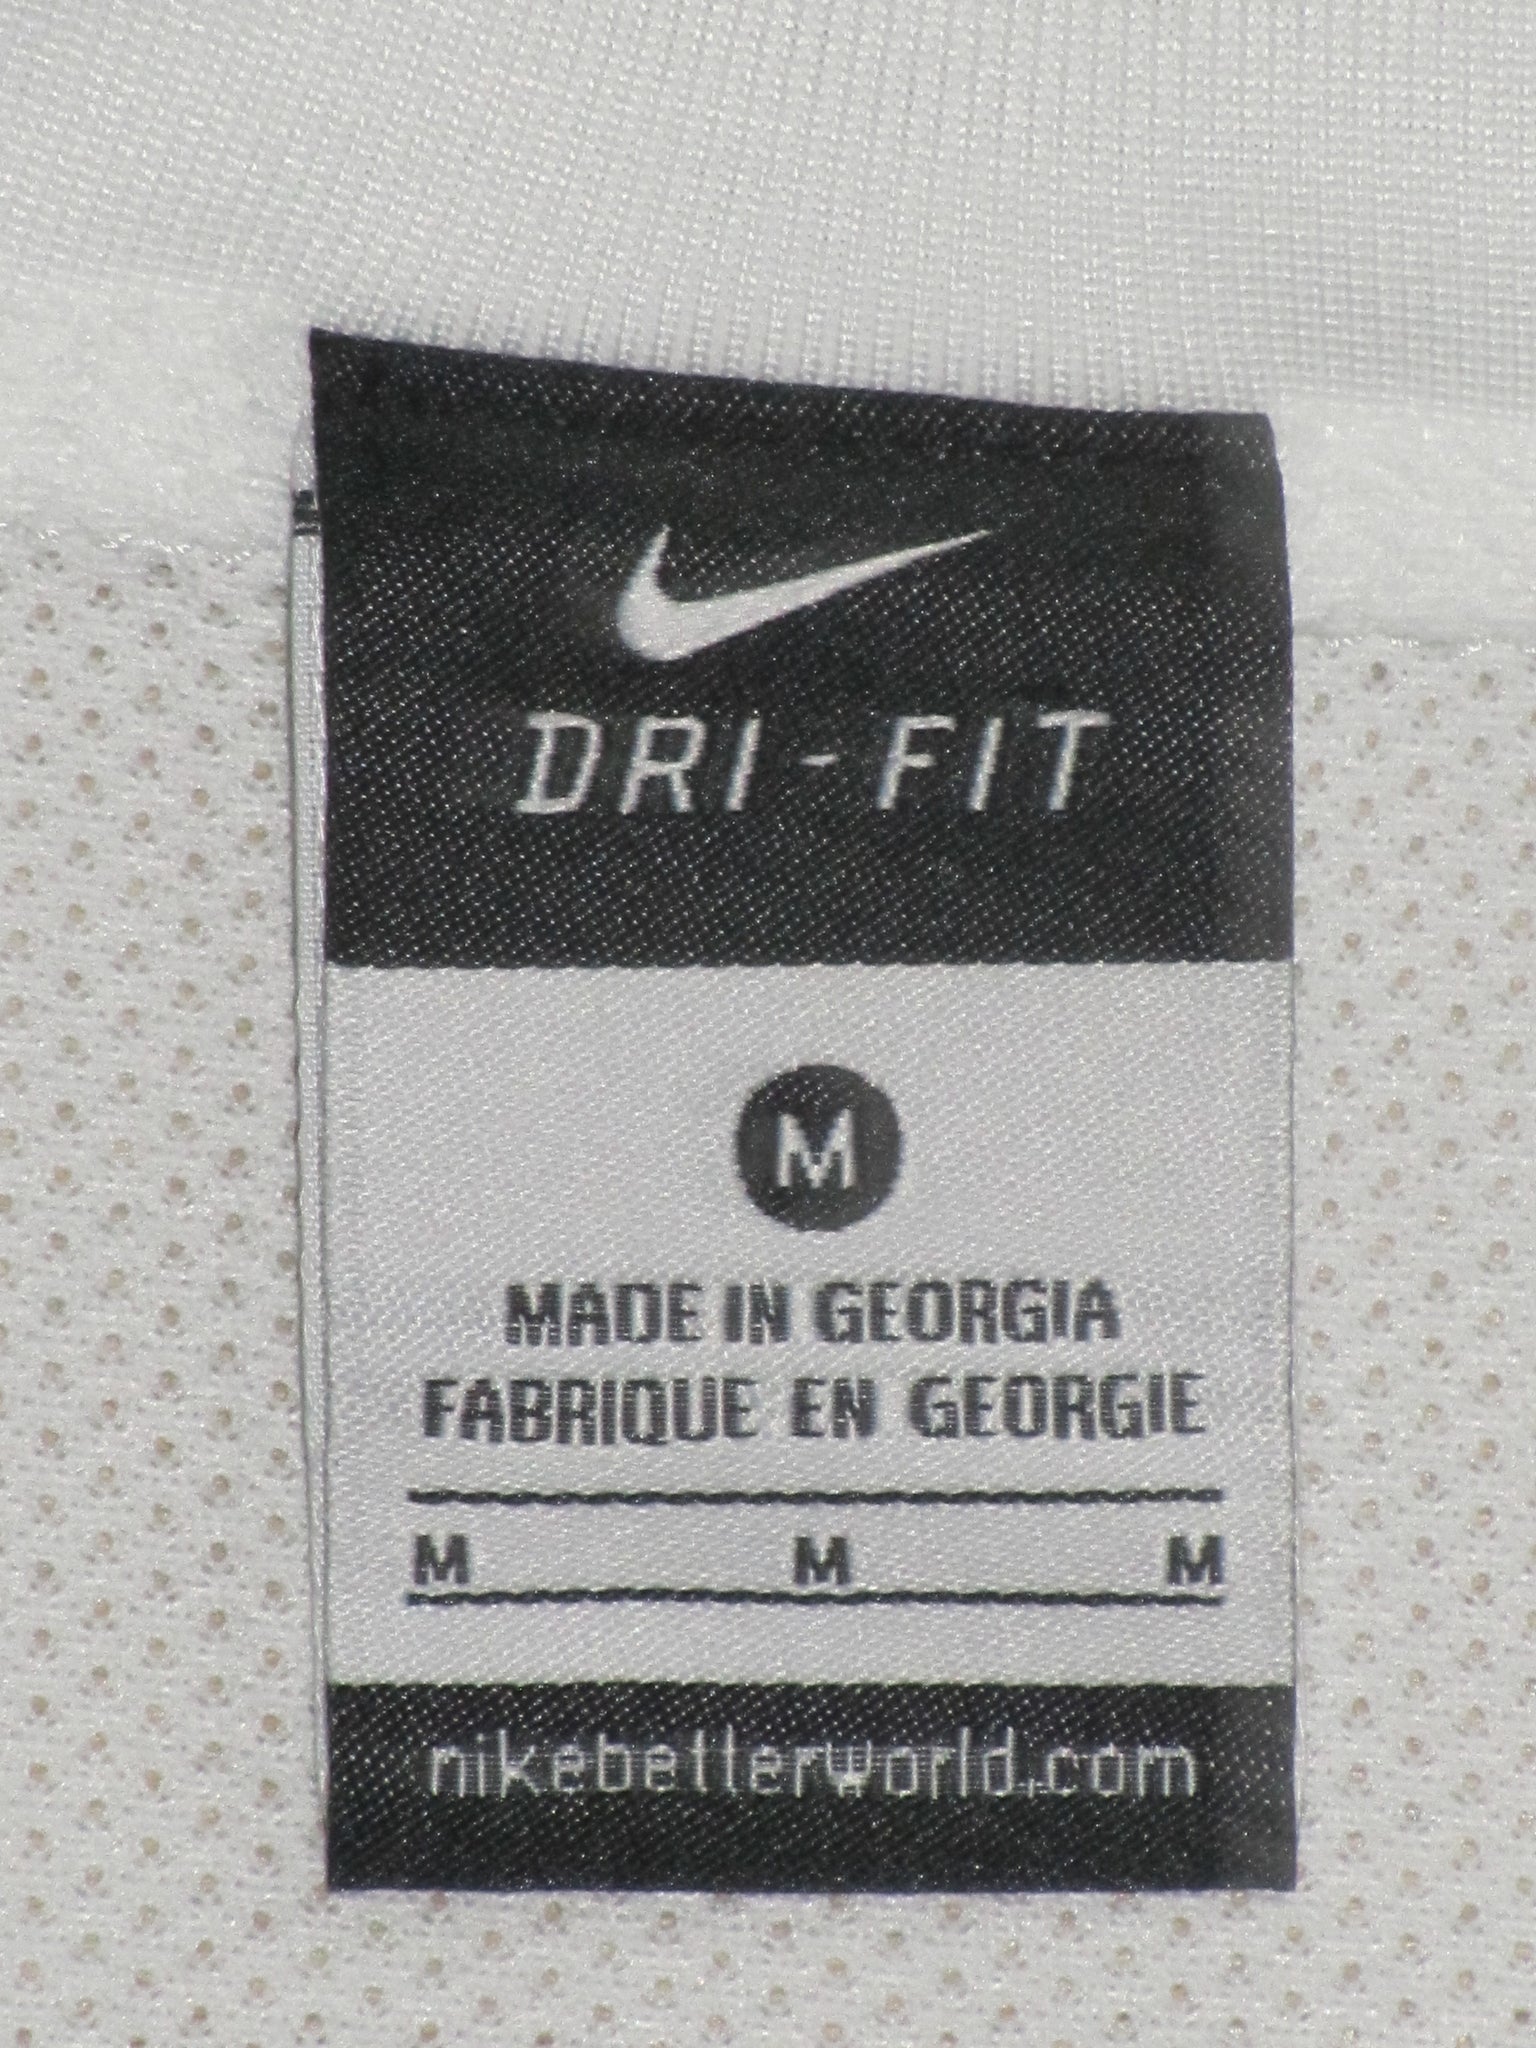 DRI-FIT
M
MADE IN GEORGIA
FABRIQUE EN GEORGIE
M M M
nikebetterworld.com